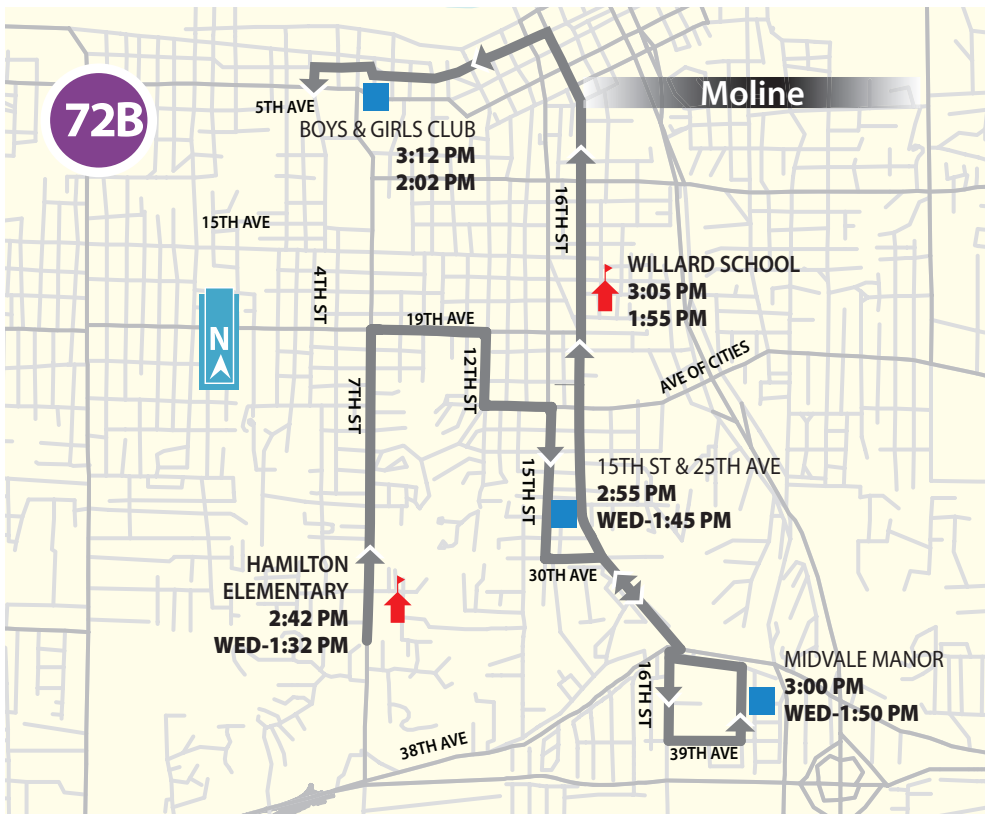 72B
Moline
5TH AVE
BOYS & GIRLS CLUB
3:12 PM
2:02 PM
15TH AVE
16TH ST
4TH ST
WILLARD SCHOOL
3:05 PM
1:55 PM
N
19TH AVE
12TH ST
7TH ST
AVE OF CITIES
15TH ST
15TH ST & 25TH AVE
2:55 PM
WED-1:45 PM
30TH AVE
HAMILTON
ELEMENTARY
2:42 PM
WED-1:32 PM
16TH ST
MIDVALE MANOR
3:00 PM
WED-1:50 PM
38TH AVE
39TH AVE